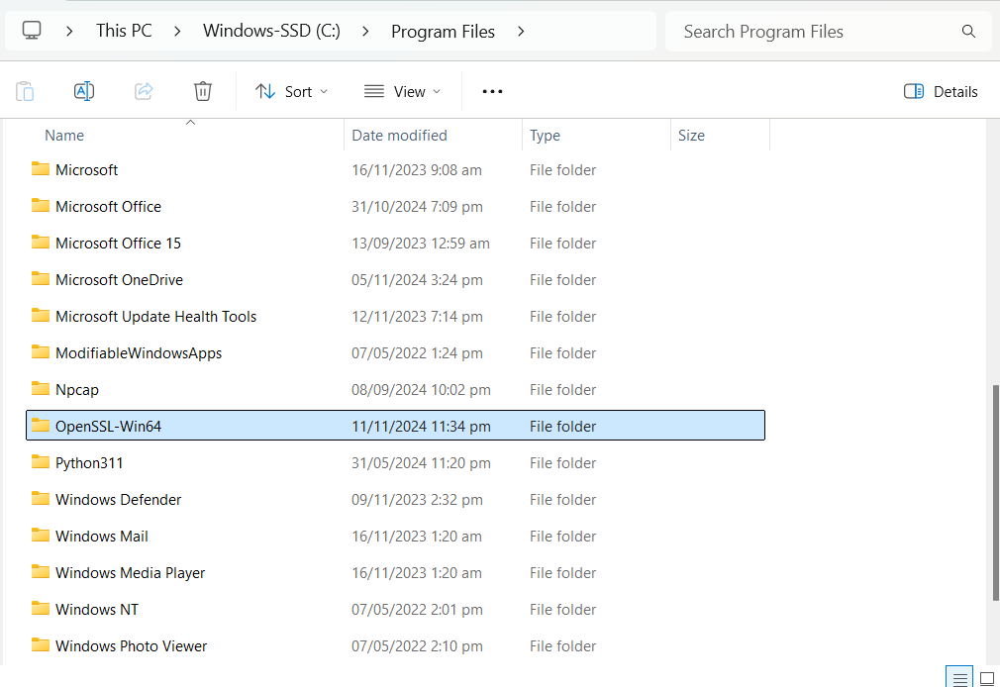 This PC > Windows-SSD (C:) > Program Files > Search Program Files
Sort View ••• Details
Name Date modified Type Size
Microsoft 16/11/2023 9:08 am File folder
Microsoft Office 31/10/2024 7:09 pm File folder
Microsoft Office 15 13/09/2023 12:59 am File folder
Microsoft OneDrive 05/11/2024 3:24 pm File folder
Microsoft Update Health Tools 12/11/2023 7:14 pm File folder
ModifiableWindowsApps 07/05/2022 1:24 pm File folder
Npcap 08/09/2024 10:02 pm File folder
OpenSSL-Win64 11/11/2024 11:34 pm File folder
Python311 31/05/2024 11:20 pm File folder
Windows Defender 09/11/2023 2:32 pm File folder
Windows Mail 16/11/2023 1:20 am File folder
Windows Media Player 16/11/2023 1:20 am File folder
Windows NT 07/05/2022 2:01 pm File folder
Windows Photo Viewer 07/05/2022 2:10 pm File folder